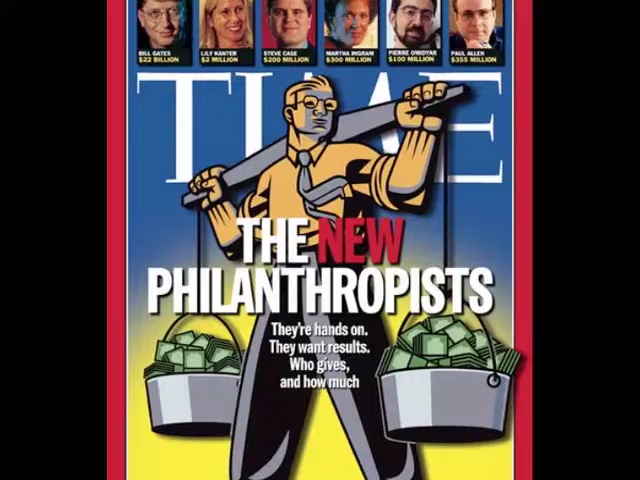 BILL GATES
$22 BILLION
LILY KANTER
$2 MILLION
STEVE CASE
$200 MILLION
MARTHA INGRAM
$300 MILLION
PIERRE OMIDYAR
$100 MILLION
PAUL ALLEN
$355 MILLION
TIME
THE NEW
PHILANTHROPISTS
They're hands on.
They want results.
Who gives,
and how much